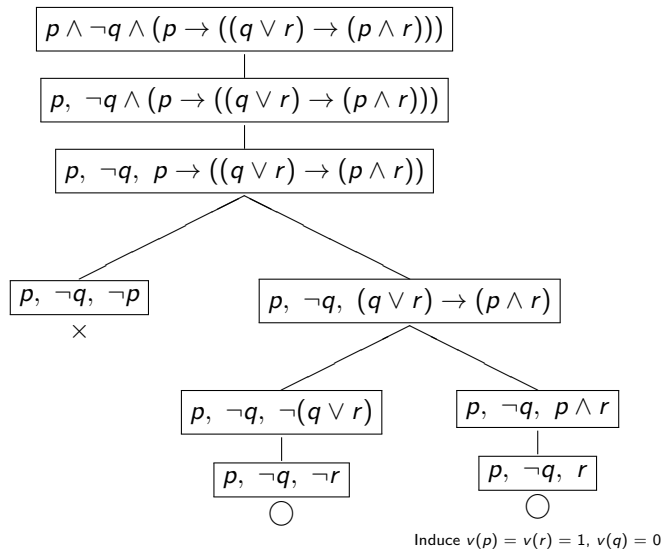 p ∧ ¬q ∧ (p → ((q ∨ r) → (p ∧ r)))
p, ¬q ∧ (p → ((q ∨ r) → (p ∧ r)))
p, ¬q, p → ((q ∨ r) → (p ∧ r))
p, ¬q, ¬p
×
p, ¬q, (q ∨ r) → (p ∧ r)
p, ¬q, ¬(q ∨ r)
p, ¬q, p ∧ r
p, ¬q, ¬r
p, ¬q, r
Induce v(p) = v(r) = 1, v(q) = 0